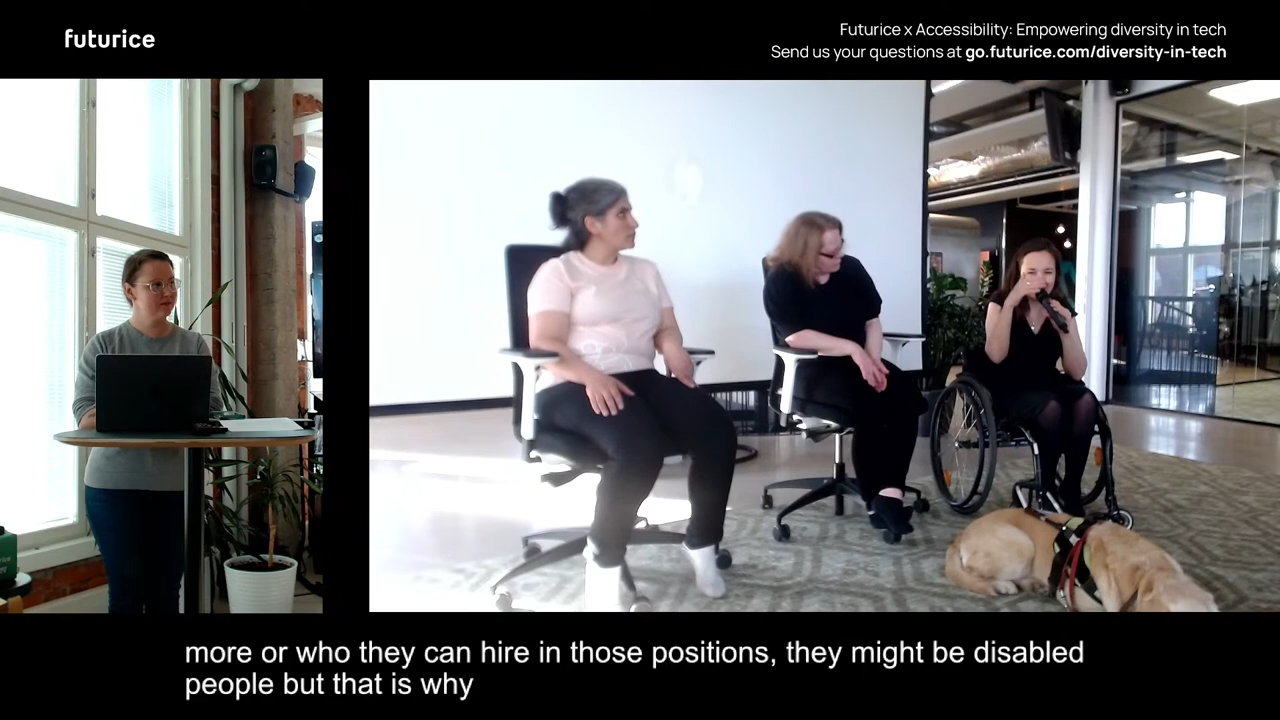 futurice
Futurice x Accessibility: Empowering diversity in tech
Send us your questions at go.futurice.com/diversity-in-tech
more or who they can hire in those positions, they might be disabled
people but that is why